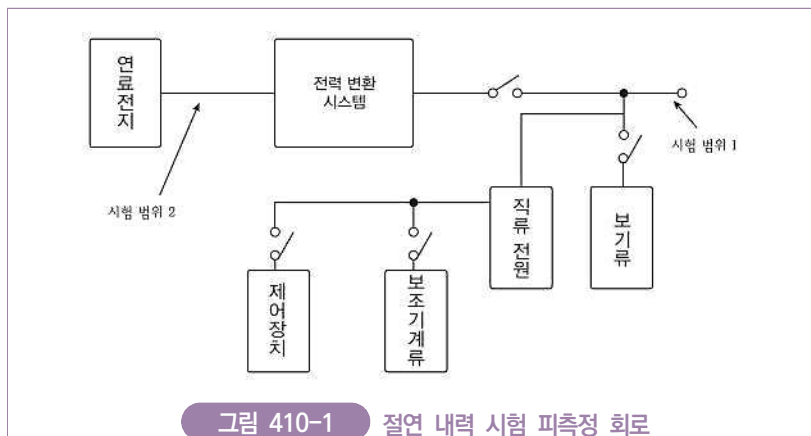 연료전지
전력 변환
시스템
시험 범위 1
시험 범위 2
직류 전원
보기류
제어장치
보조기계류
그림 410-1 절연 내력 시험 피측정 회로